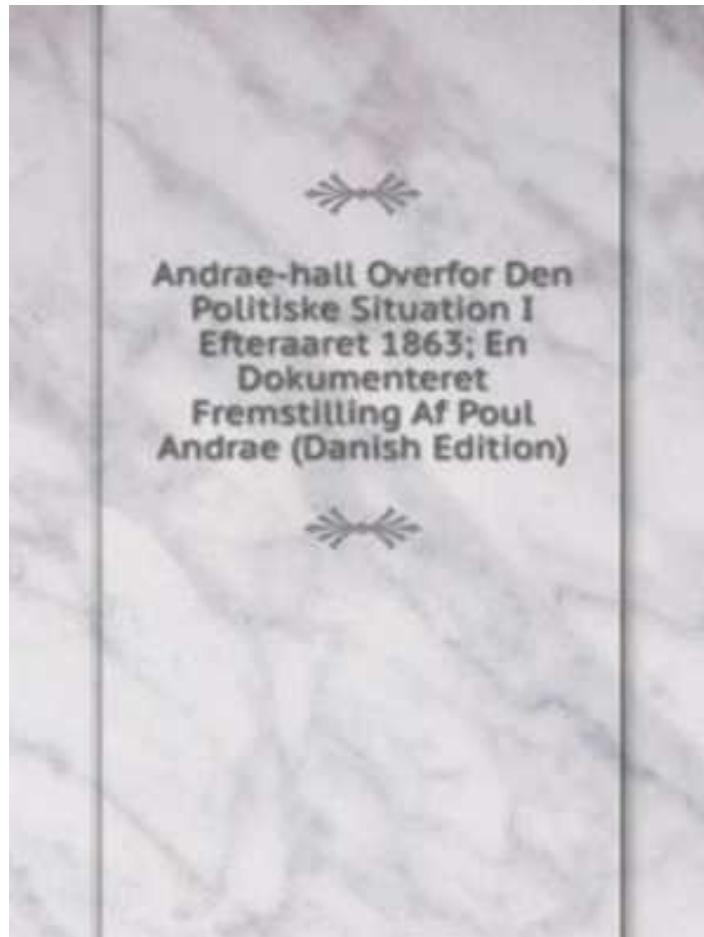 Andrae-hall Overfor Den
Politiske Situation I
Efteraaret 1863; En
Dokumenteret
Fremstilling Af Poul
Andrae (Danish Edition)